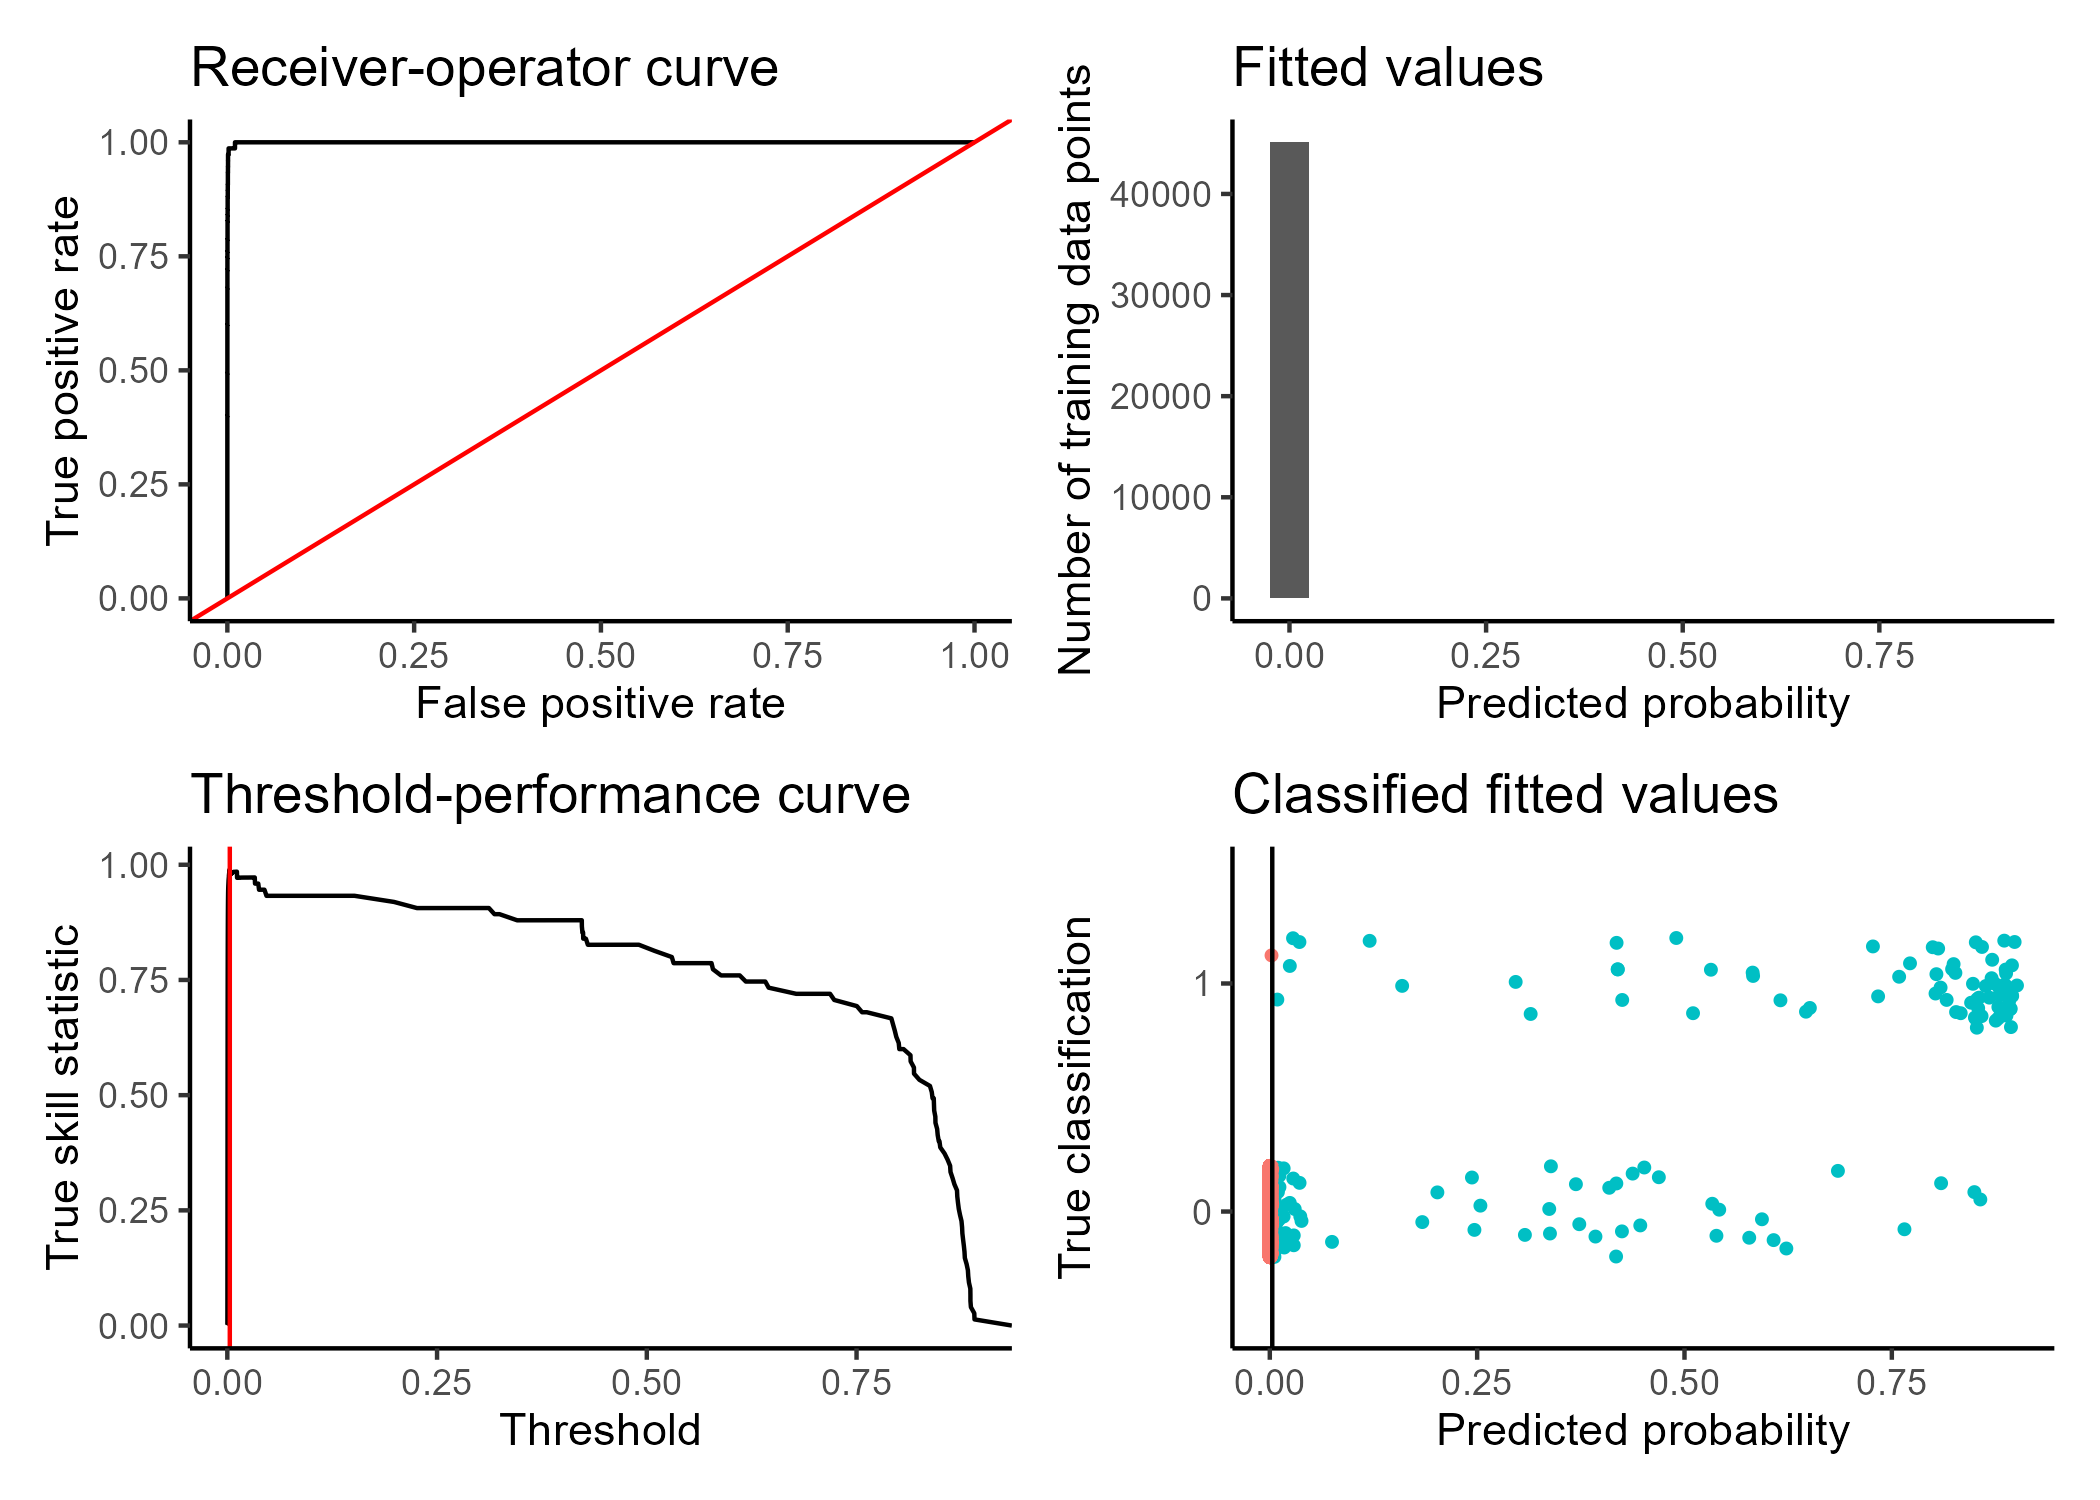 Receiver-operator curve
True positive rate
1.00
0.75
0.50
0.25
0.00
0.00 0.25 0.50 0.75 1.00
False positive rate
Fitted values
Number of training data points
40000
30000
20000
10000
0
0.00 0.25 0.50 0.75
Predicted probability
Threshold-performance curve
True skill statistic
1.00
0.75
0.50
0.25
0.00
0.00 0.25 0.50 0.75
Threshold
Classified fitted values
True classification
1
0
0.00 0.25 0.50 0.75
Predicted probability